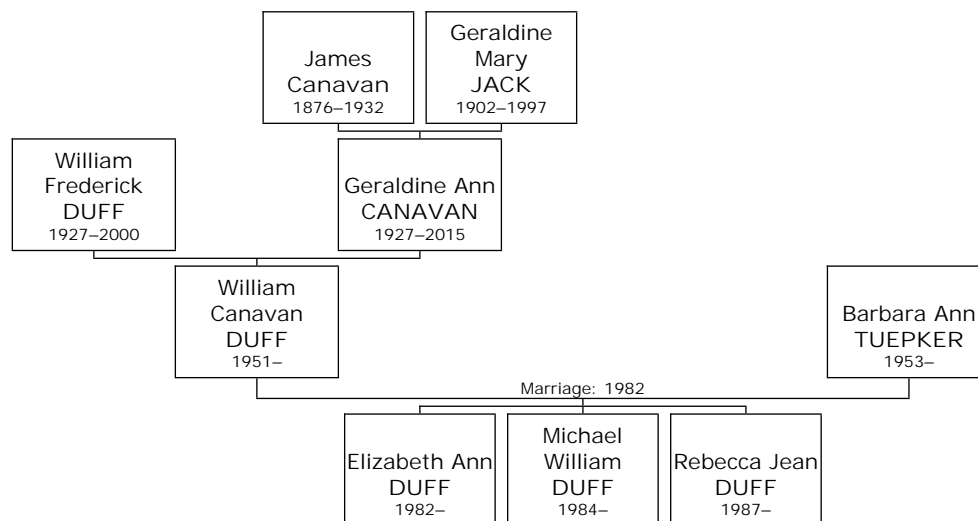 James
Canavan
1876–1932
Geraldine
Mary
JACK
1902–1997
William
Frederick
DUFF
1927–2000
Geraldine Ann
CANAVAN
1927–2015
William
Canavan
DUFF
1951–
Barbara Ann
TUEPKER
1953–
Marriage: 1982
Elizabeth Ann
DUFF
1982–
Michael
William
DUFF
1984–
Rebecca Jean
DUFF
1987–